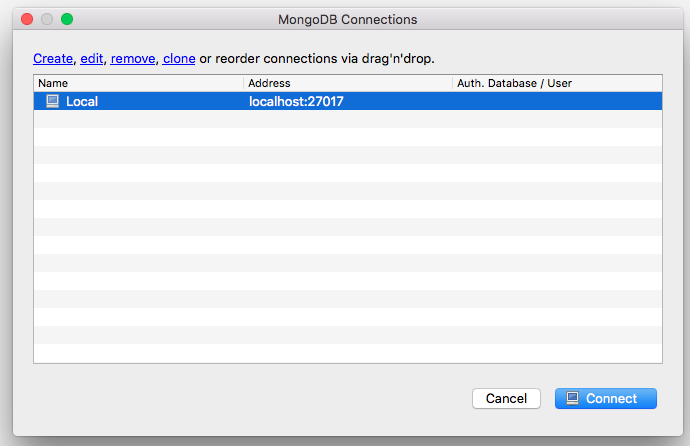 MongoDB Connections
Create, edit, remove, clone or reorder connections via drag'n'drop.
Name Address Auth. Database / User
Local localhost:27017
Cancel Connect